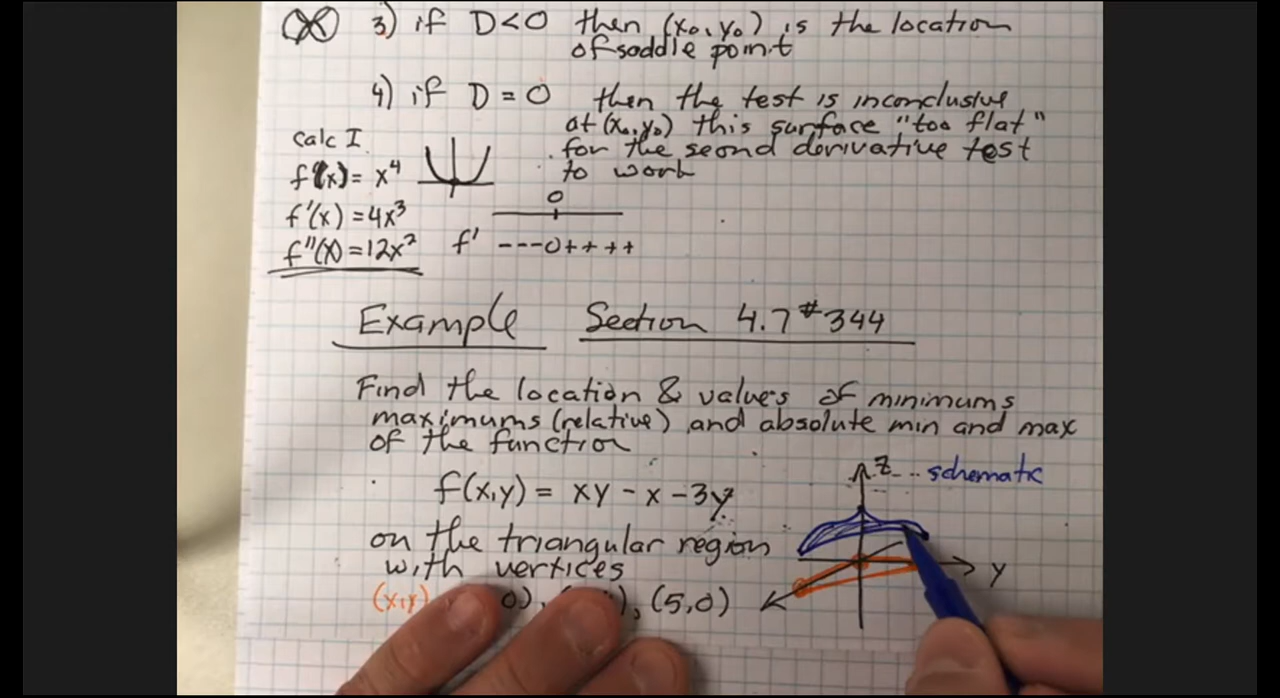 3) if D<0 then (x₀, y₀) is the location
of saddle point
4) if D = 0 then the test is inconclusive
at (x₀, y₀) this surface "too flat"
for the seond derivative test
to work
Calc I
f(x) = x⁴
f'(x) = 4x³
f''(x) = 12x²
0
f' ---0++++
Example Section 4.7 #344
Find the location & values of minimums
maximums (relative) and absolute min and max
of the function
f(x,y) = xy - x - 3y
z schematic
on the triangular region
with vertices
y
(x,y) 0), ), (5,0)